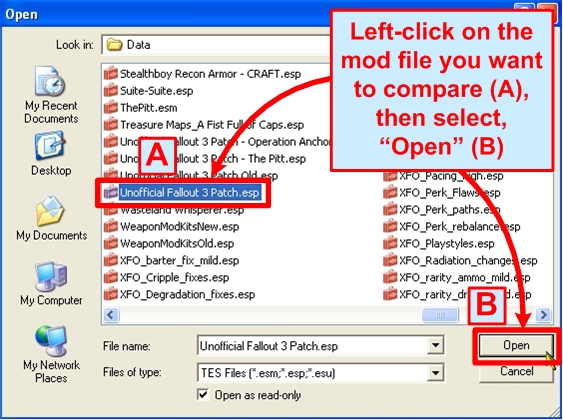 Open
Look in:
Data
Left-click on the
mod file you want
to compare (A),
then select,
“Open” (B)
My Recent
Documents
Desktop
My Documents
My Computer
My Network
Places
Stealthboy Recon Armor - CRAFT.esp
Suite-Suite.esp
ThePitt.esm
Treasure Maps_A Fist Full of Caps.esp
Unofficial Fallout 3 Patch - Operation Anchor
Unofficial Fallout 3 Patch - The Pitt.esp
Unofficial Fallout 3 Patch Old.esp
A
Unofficial Fallout 3 Patch.esp
Wasteland Whisperer.esp
WeaponModKitsNew.esp
WeaponModKitsOld.esp
XFO_barter_fix_mild.esp
XFO_Cripple_fixes.esp
XFO_Degradation_fixes.esp
XFO_Pacing_high.esp
XFO_Perk_Flaws.esp
XFO_Perk_paths.esp
XFO_Perk_rebalance.esp
XFO_Playstyles.esp
XFO_Radiation_changes.esp
XFO_rarity_ammo_mild.esp
XFO_rarity_dr
mild.esp
B
File name:
Unofficial Fallout 3 Patch.esp
Open
Files of type:
TES Files (*.esm;*.esp;*.esu)
Cancel
Open as read-only